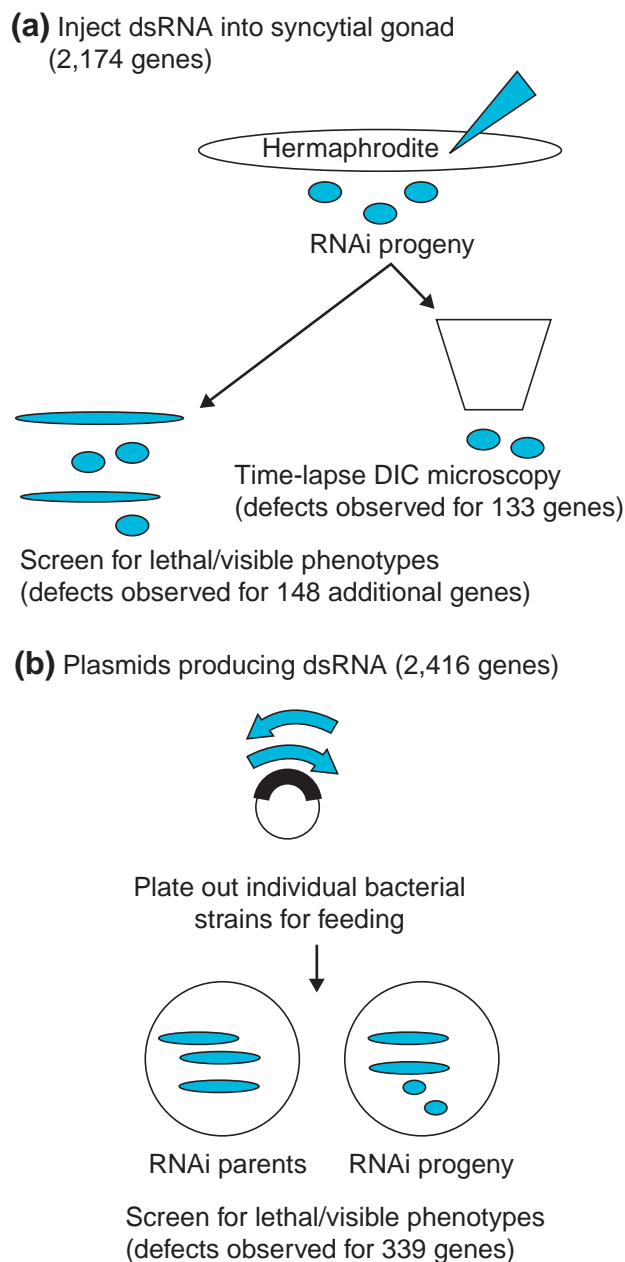 (a) Inject dsRNA into syncytial gonad
(2,174 genes)
Hermaphrodite
RNAi progeny
Time-lapse DIC microscopy
(defects observed for 133 genes)
Screen for lethal/visible phenotypes
(defects observed for 148 additional genes)
(b) Plasmids producing dsRNA (2,416 genes)
Plate out individual bacterial
strains for feeding
RNAi parents
RNAi progeny
Screen for lethal/visible phenotypes
(defects observed for 339 genes)